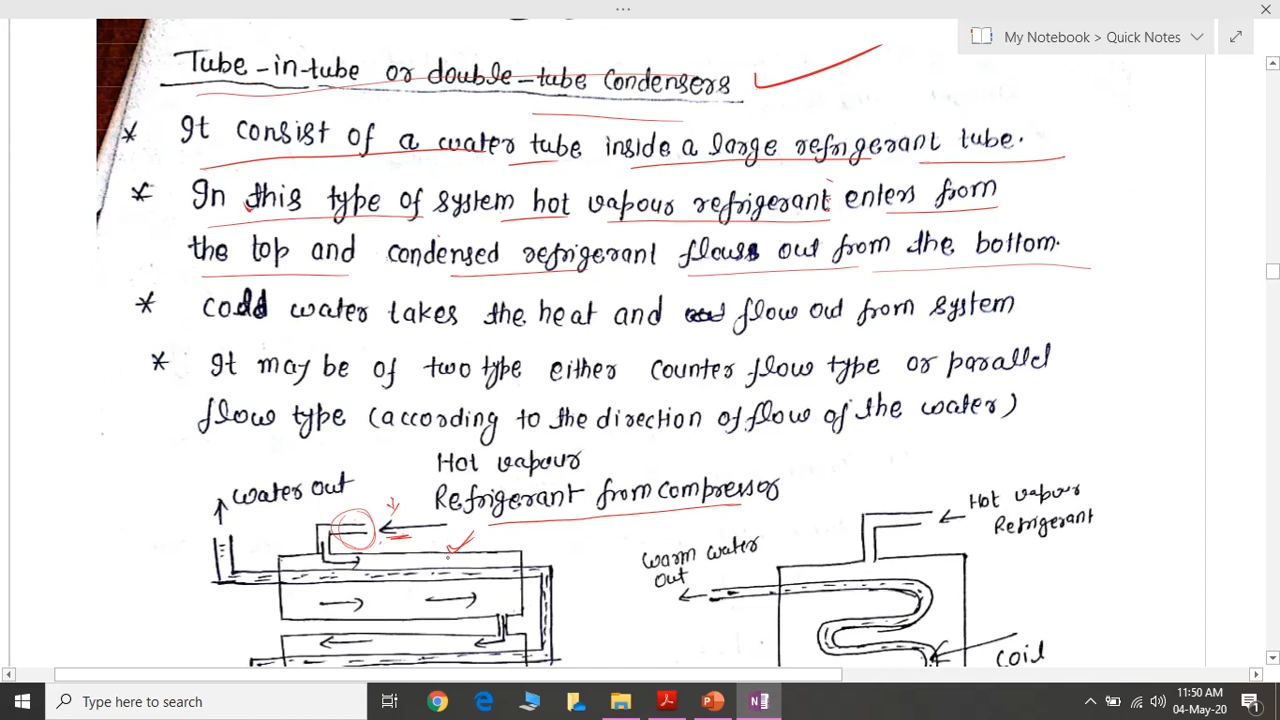 My Notebook > Quick Notes
Tube-in-tube or double-tube Condensers
* It consist of a water tube inside a large refrigerant tube.
* In this type of system hot vapour refrigerant enters from
the top and condensed refrigerant flows out from the bottom.
* cold water takes the heat and flow out from system
* It may be of two type either counter flow type or parallel
flow type (according to the direction of flow of the water)
Hot vapour
Refrigerant from compressor
water out
Hot vapour
Refrigerant
warm water
out
coil
Type here to search
11:50 AM
04-May-20
1